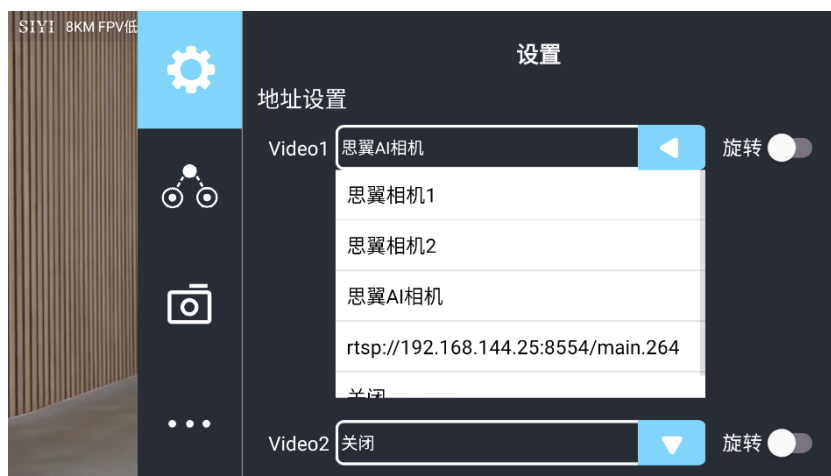 SIYI 8KM FPV低
设置
地址设置
Video1 思翼AI相机 旋转
思翼相机1
思翼相机2
思翼AI相机
rtsp://192.168.144.25:8554/main.264
关闭
Video2 关闭 旋转